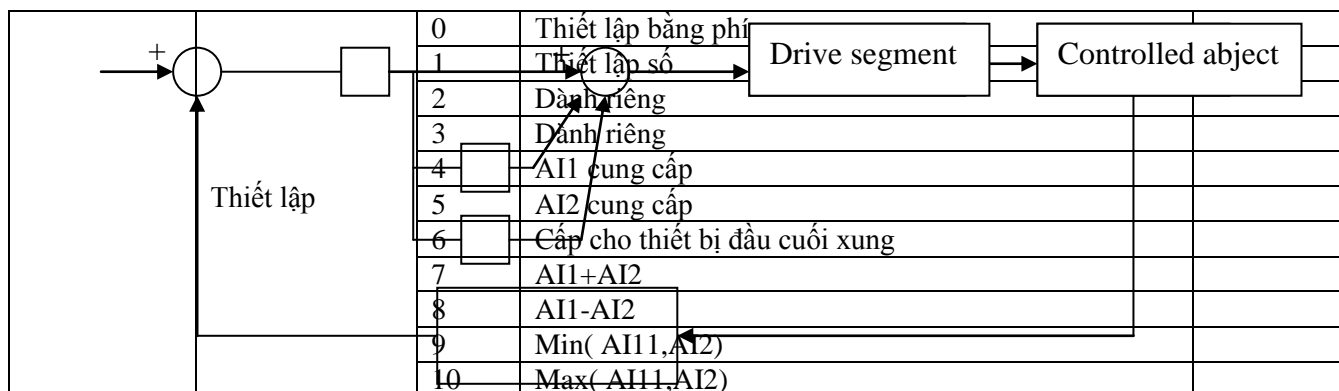 0 Thiết lập bằng phí
Drive segment
Controlled abject
+
+
1 Thiết lập số
2 Dành riêng
3 Dành riêng
4 AI1 cung cấp
Thiết lập
5 AI2 cung cấp
6 Cấp cho thiết bị đầu cuối xung
7 AI1+AI2
8 AI1-AI2
9 Min( AI11,AI2)
10 Max( AI11,AI2)